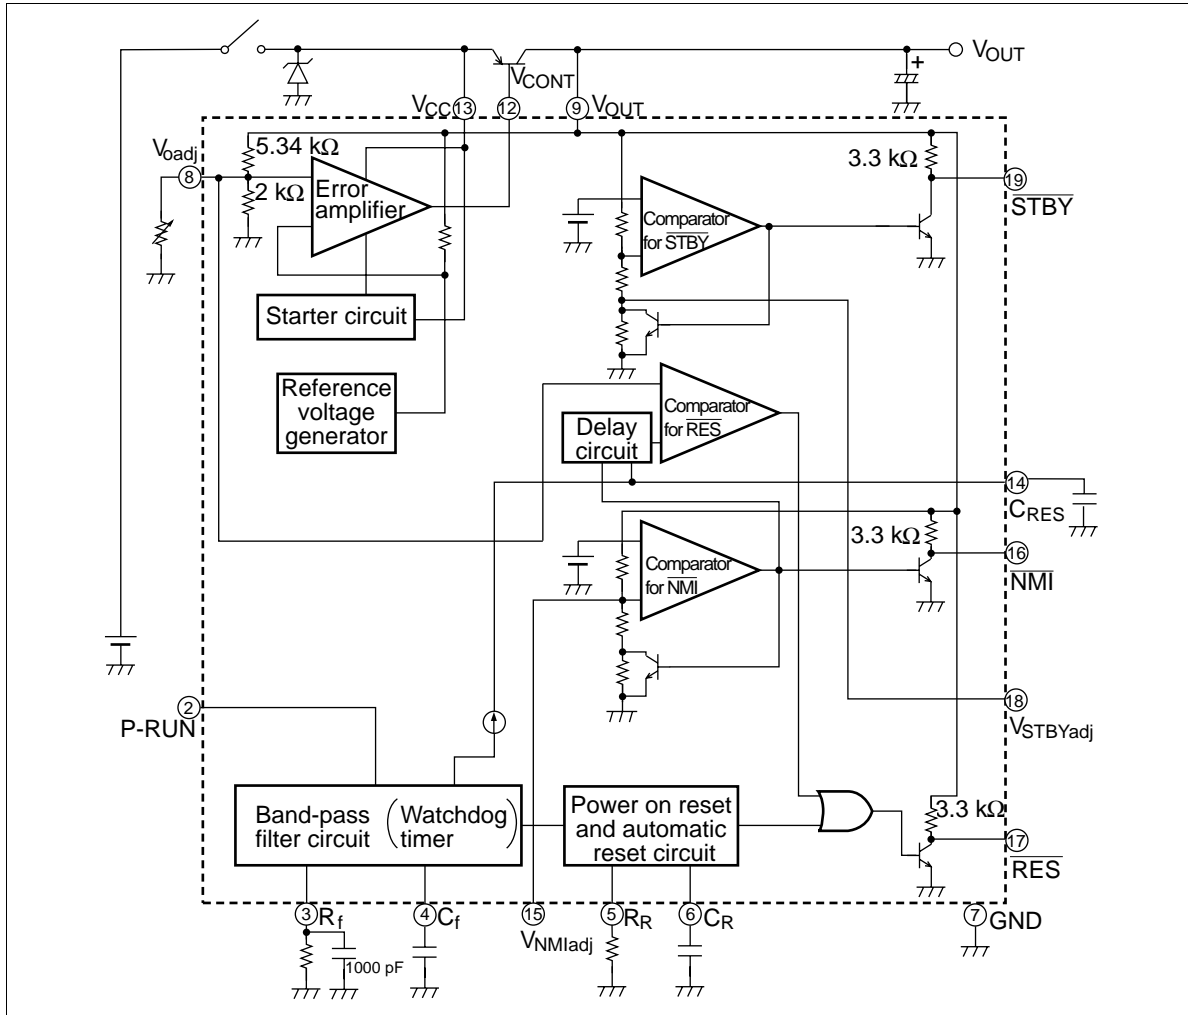 VOUT
VCONT
VCC 13 12 9 VOUT
Voadj
8
5.34 kΩ
2 kΩ
Error
amplifier
3.3 kΩ
19
STBY
Comparator
for STBY
Starter circuit
Reference
voltage
generator
Comparator
for RES
Delay
circuit
14
CRES
3.3 kΩ
16
NMI
Comparator
for NMI
2
P-RUN
18
VSTBYadj
Band-pass
filter circuit
(Watchdog
timer)
Power on reset
and automatic
reset circuit
3.3 kΩ
17
RES
3 Rf
4 Cf
15
VNMIadj
5 RR
6 CR
7 GND
1000 pF
+